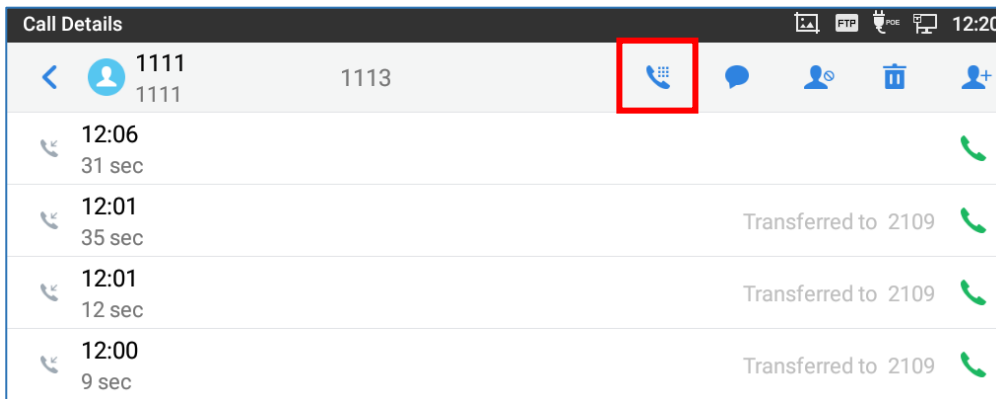 Call Details FTP POE 12:20
1111 1113
1111
12:06
31 sec
12:01
35 sec Transferred to 2109
12:01
12 sec Transferred to 2109
12:00
9 sec Transferred to 2109